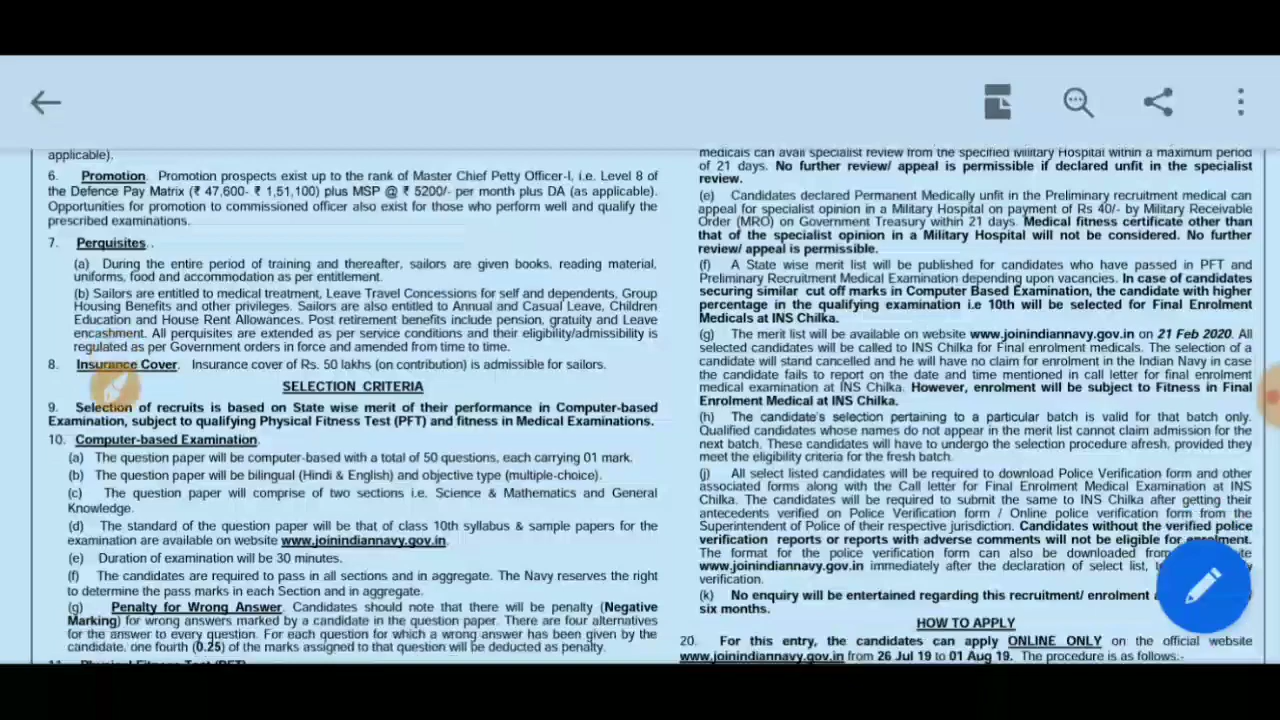 applicable).
6. Promotion. Promotion prospects exist up to the rank of Master Chief Petty Officer-I, i.e. Level 8 of
the Defence Pay Matrix (₹ 47,600- ₹ 1,51,100) plus MSP @ ₹ 5200/- per month plus DA (as applicable).
Opportunities for promotion to commissioned officer also exist for those who perform well and qualify the
prescribed examinations.
7. Perquisites..
(a) During the entire period of training and thereafter, sailors are given books, reading material,
uniforms, food and accommodation as per entitlement.
(b) Sailors are entitled to medical treatment, Leave Travel Concessions for self and dependents, Group
Housing Benefits and other privileges. Sailors are also entitled to Annual and Casual Leave, Children
Education and House Rent Allowances. Post retirement benefits include pension, gratuity and Leave
encashment. All perquisites are extended as per service conditions and their eligibility/admissibility is
regulated as per Government orders in force and amended from time to time.
8. Insurance Cover. Insurance cover of Rs. 50 lakhs (on contribution) is admissible for sailors.
SELECTION CRITERIA
9. Selection of recruits is based on State wise merit of their performance in Computer-based
Examination, subject to qualifying Physical Fitness Test (PFT) and fitness in Medical Examinations.
10. Computer-based Examination.
(a) The question paper will be computer-based with a total of 50 questions, each carrying 01 mark.
(b) The question paper will be bilingual (Hindi & English) and objective type (multiple-choice).
(c) The question paper will comprise of two sections i.e. Science & Mathematics and General
Knowledge.
(d) The standard of the question paper will be that of class 10th syllabus & sample papers for the
examination are available on website www.joinindiannavy.gov.in.
(e) Duration of examination will be 30 minutes.
(f) The candidates are required to pass in all sections and in aggregate. The Navy reserves the right
to determine the pass marks in each Section and in aggregate.
(g) Penalty for Wrong Answer. Candidates should note that there will be penalty (Negative
Marking) for wrong answers marked by a candidate in the question paper. There are four alternatives
for the answer to every question. For each question for which a wrong answer has been given by the
candidate, one fourth (0.25) of the marks assigned to that question will be deducted as penalty.
11. Physical Fitness Test (PFT)
medicals can avail specialist review from the specified Military Hospital within a maximum period
of 21 days. No further review/ appeal is permissible if declared unfit in the specialist
review.
(e) Candidates declared Permanent Medically unfit in the Preliminary recruitment medical can
appeal for specialist opinion in a Military Hospital on payment of Rs 40/- by Military Receivable
Order (MRO) on Government Treasury within 21 days. Medical fitness certificate other than
that of the specialist opinion in a Military Hospital will not be considered. No further
review/ appeal is permissible.
(f) A State wise merit list will be published for candidates who have passed in PFT and
Preliminary Recruitment Medical Examination depending upon vacancies. In case of candidates
securing similar cut off marks in Computer Based Examination, the candidate with higher
percentage in the qualifying examination i.e 10th will be selected for Final Enrolment
Medicals at INS Chilka.
(g) The merit list will be available on website www.joinindiannavy.gov.in on 21 Feb 2020. All
selected candidates will be called to INS Chilka for Final enrolment medicals. The selection of a
candidate will stand cancelled and he will have no claim for enrolment in the Indian Navy in case
the candidate fails to report on the date and time mentioned in call letter for final enrolment
medical examination at INS Chilka. However, enrolment will be subject to Fitness in Final
Enrolment Medical at INS Chilka.
(h) The candidate's selection pertaining to a particular batch is valid for that batch only.
Qualified candidates whose names do not appear in the merit list cannot claim admission for the
next batch. These candidates will have to undergo the selection procedure afresh, provided they
meet the eligibility criteria for the fresh batch.
(j) All select listed candidates will be required to download Police Verification form and other
associated forms along with the Call letter for Final Enrolment Medical Examination at INS
Chilka. The candidates will be required to submit the same to INS Chilka after getting their
antecedents verified on Police Verification form / Online police verification form from the
Superintendent of Police of their respective jurisdiction. Candidates without the verified police
verification reports or reports with adverse comments will not be eligible for enrolment.
The format for the police verification form can also be downloaded from
www.joinindiannavy.gov.in immediately after the declaration of select list,
verification.
(k) No enquiry will be entertained regarding this recruitment/ enrolment
six months.
HOW TO APPLY
20. For this entry, the candidates can apply ONLINE ONLY on the official website
www.joinindiannavy.gov.in from 26 Jul 19 to 01 Aug 19. The procedure is as follows:-